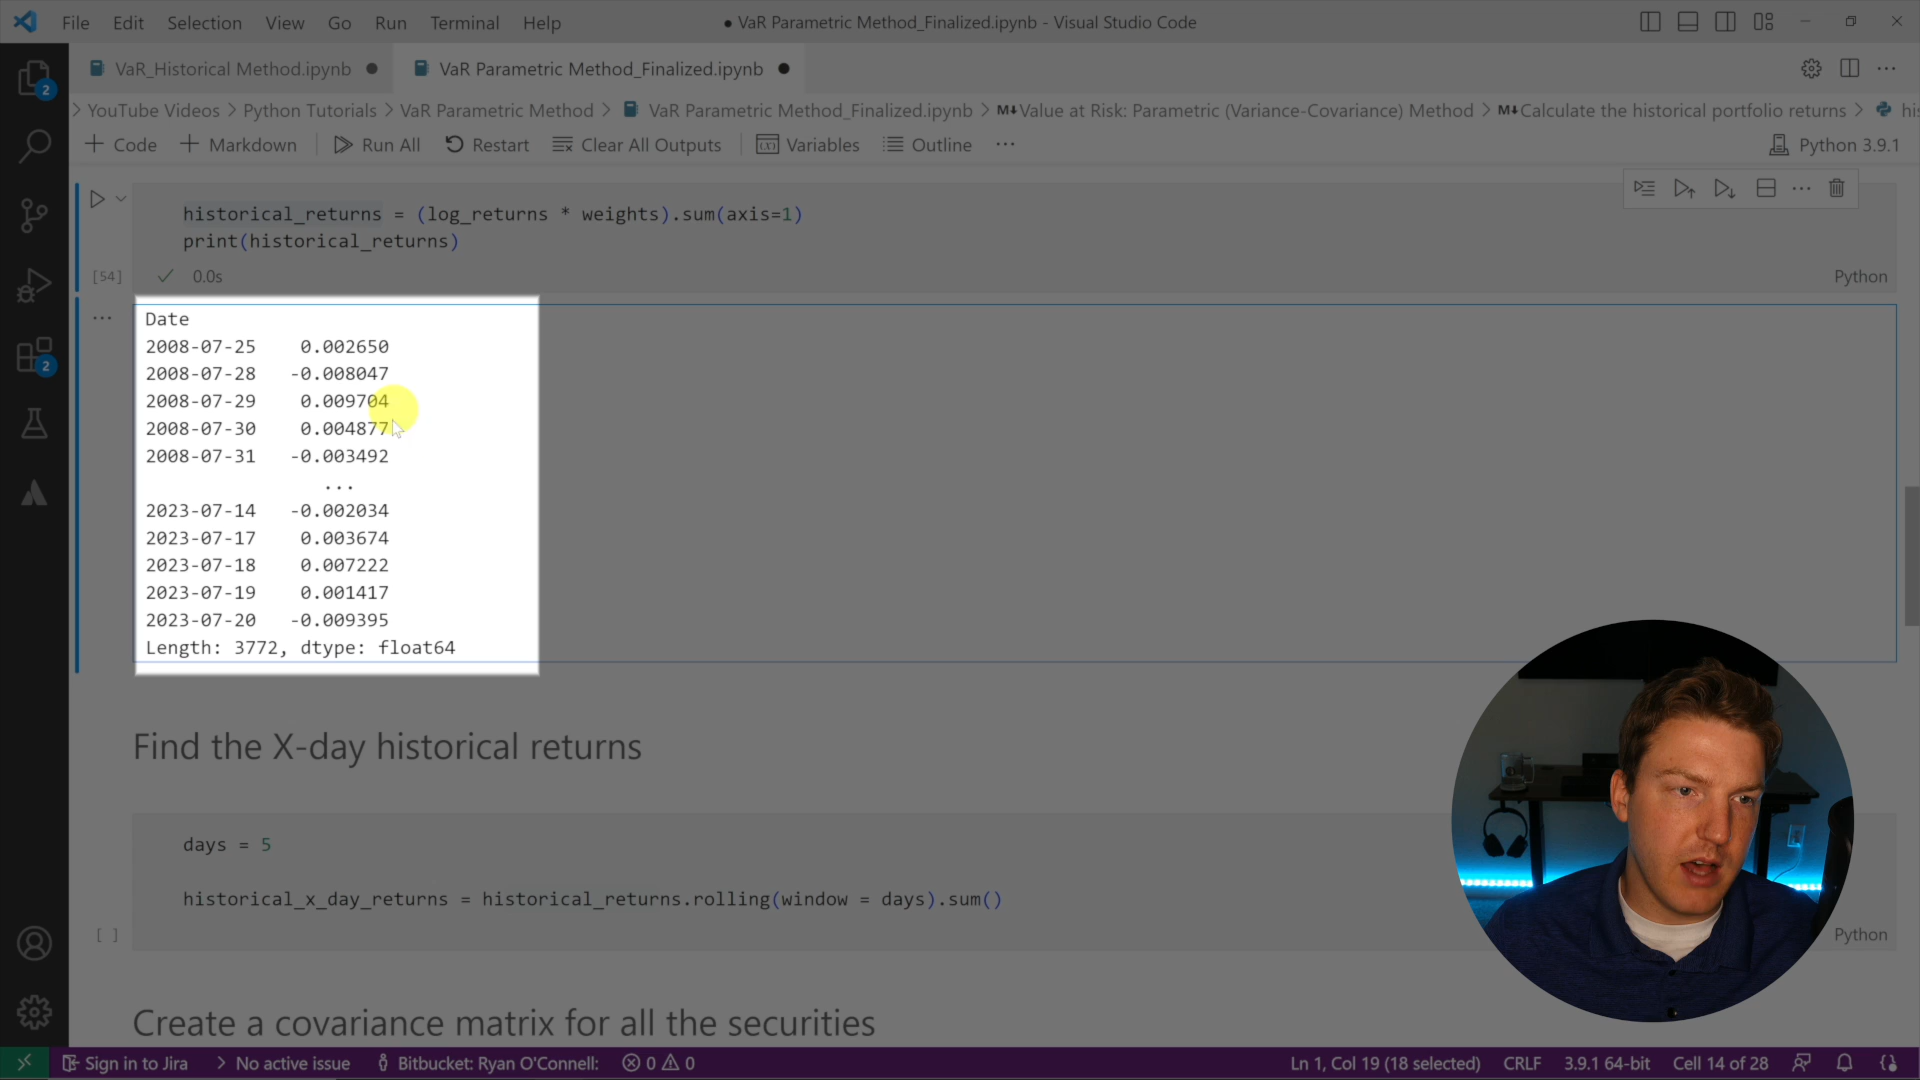 File Edit Selection View Go Run Terminal Help ● VaR Parametric Method_Finalized.ipynb - Visual Studio Code
VaR_Historical Method.ipynb ● VaR Parametric Method_Finalized.ipynb ●
> YouTube Videos > Python Tutorials > VaR Parametric Method > VaR Parametric Method_Finalized.ipynb > M↓Value at Risk: Parametric (Variance-Covariance) Method > M↓Calculate the historical portfolio returns >
+ Code + Markdown Run All Restart Clear All Outputs Variables Outline ··· Python 3.9.1
historical_returns = (log_returns * weights).sum(axis=1)
print(historical_returns)
[54] ✓ 0.0s Python
Date
2008-07-25 0.002650
2008-07-28 -0.008047
2008-07-29 0.009704
2008-07-30 0.004877
2008-07-31 -0.003492
...
2023-07-14 -0.002034
2023-07-17 0.003674
2023-07-18 0.007222
2023-07-19 0.001417
2023-07-20 -0.009395
Length: 3772, dtype: float64
Find the X-day historical returns
days = 5
historical_x_day_returns = historical_returns.rolling(window = days).sum()
[ ] Python
Create a covariance matrix for all the securities
2
2
Sign in to Jira > No active issue Bitbucket: Ryan O'Connell: 0 0 Ln 1, Col 19 (18 selected) CRLF 3.9.1 64-bit Cell 14 of 28